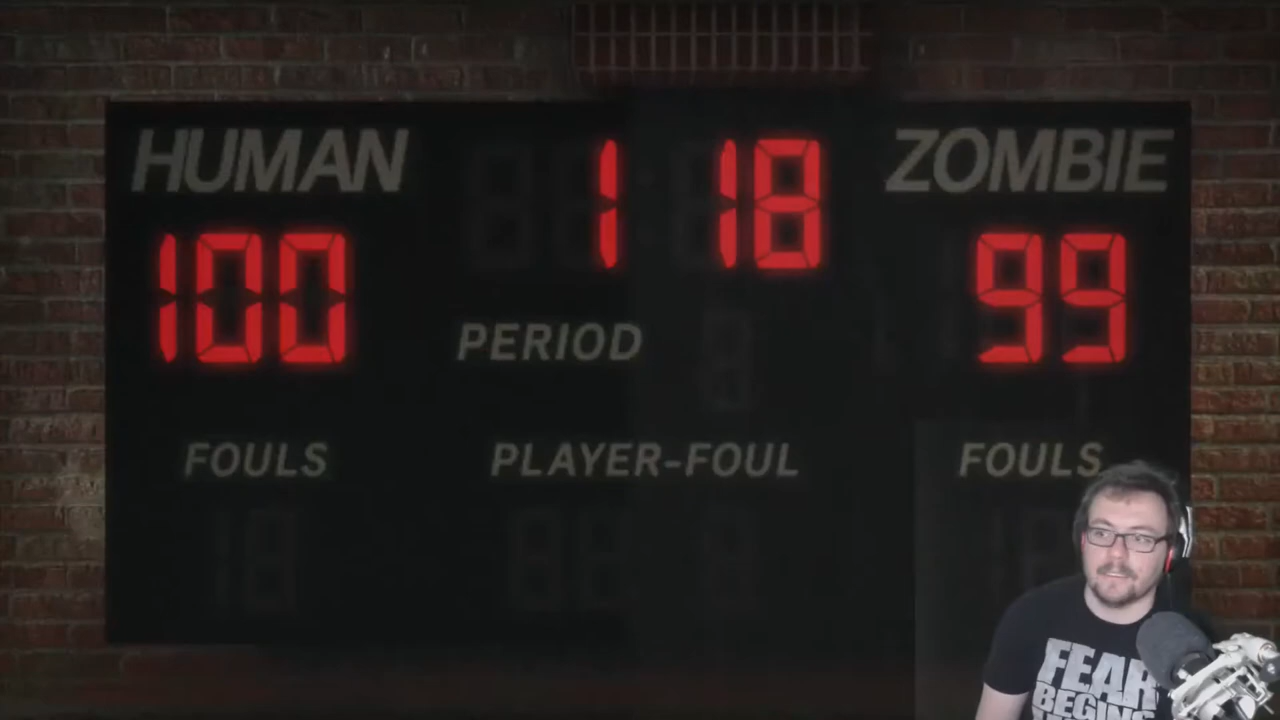 HUMAN
1 18
ZOMBIE
100
99
PERIOD
FOULS
PLAYER-FOUL
FOULS
FEAR
BEGINS